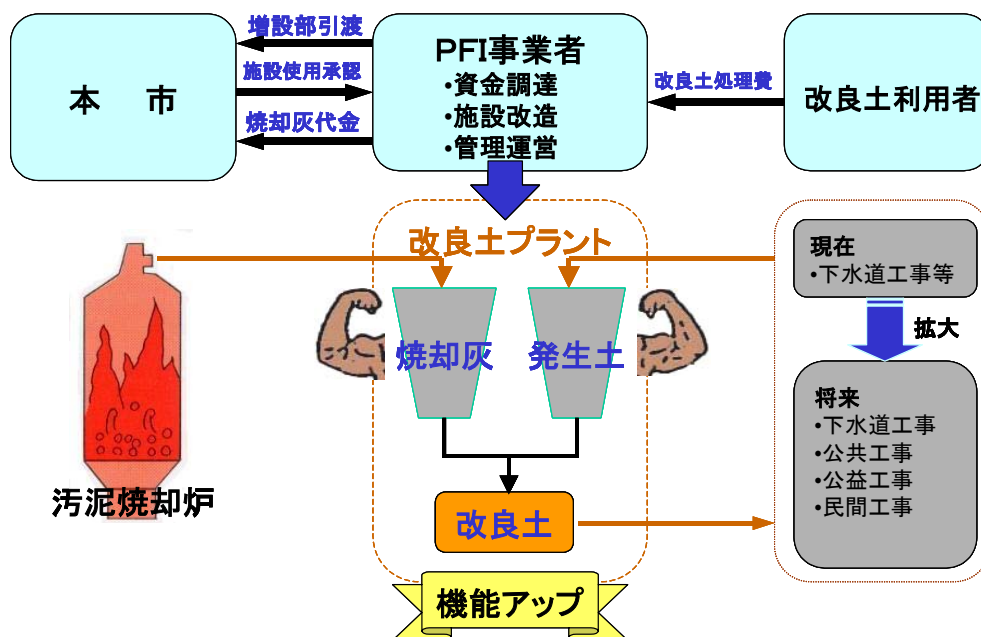 増設部引渡
施設使用承認
焼却灰代金
本 市
PFI事業者
•資金調達
•施設改造
•管理運営
改良土処理費
改良土利用者
改良土プラント
焼却灰
発生土
改良土
機能アップ
汚泥焼却炉
現在
•下水道工事等
拡大
将来
•下水道工事
•公共工事
•公益工事
•民間工事